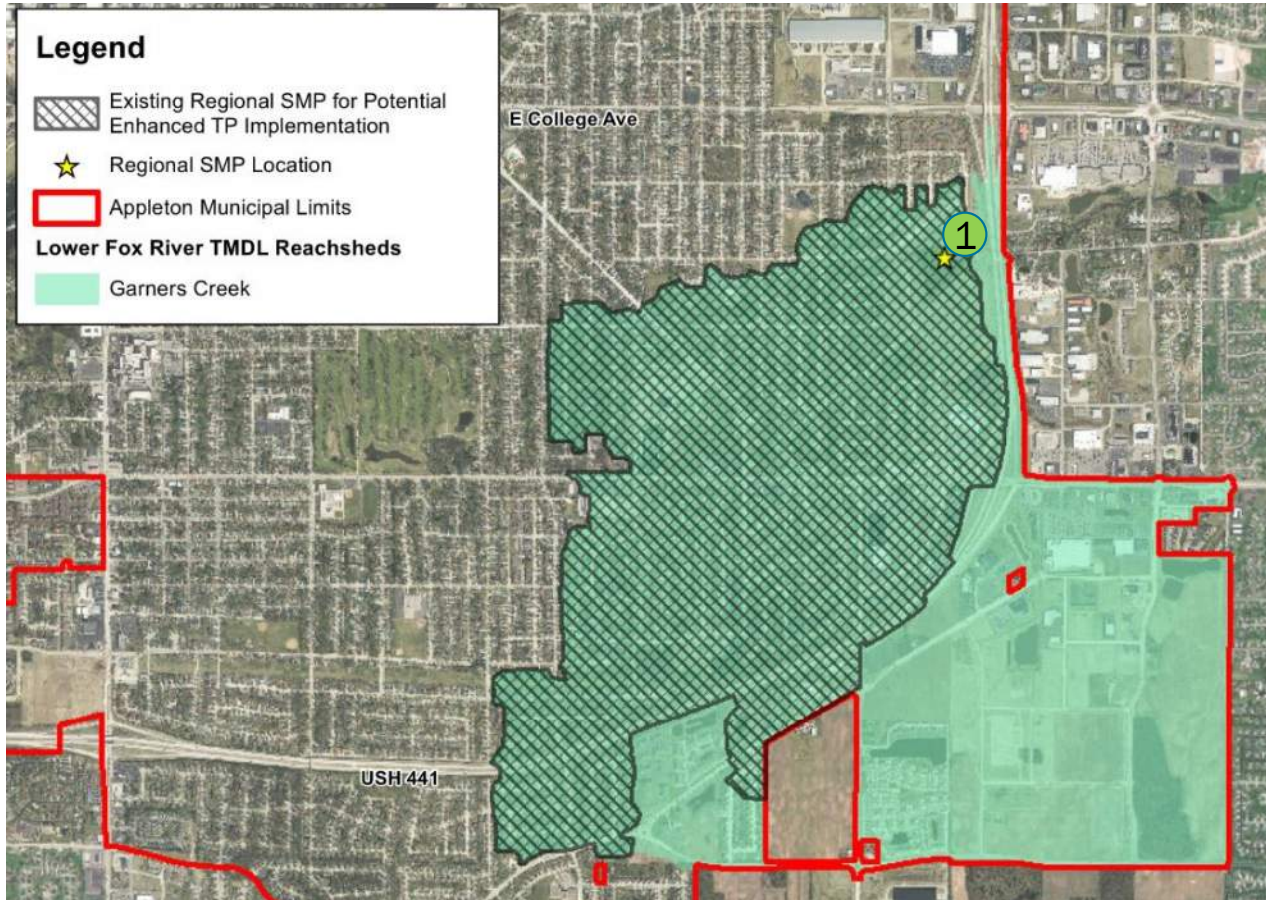 Legend
Existing Regional SMP for Potential
Enhanced TP Implementation
Regional SMP Location
Appleton Municipal Limits
Lower Fox River TMDL Reachsheds
Garners Creek
E College Ave
1
USH 441